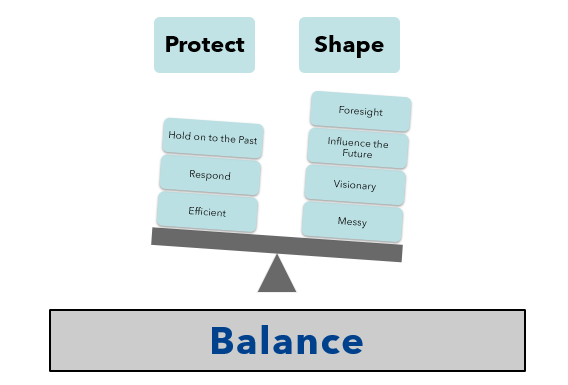 Protect
Shape
Hold on to the Past
Respond
Efficient
Foresight
Influence the
Future
Visionary
Messy
Balance